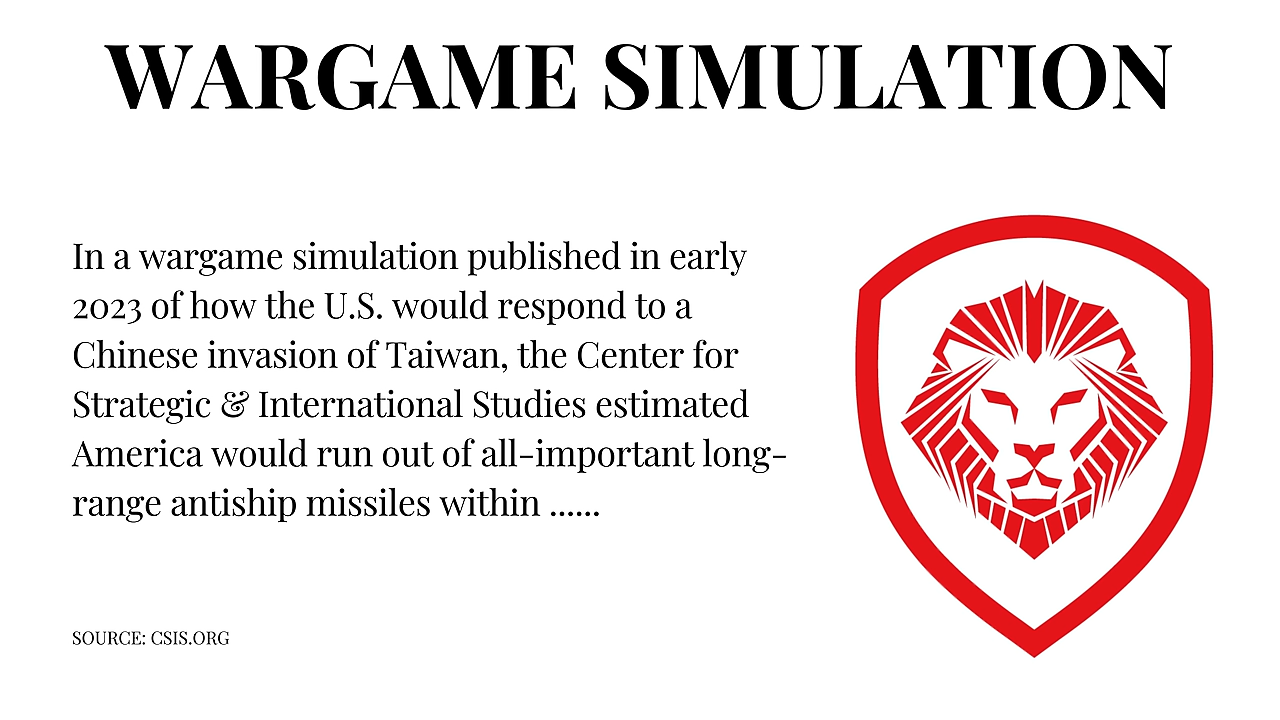 WARGAME SIMULATION
In a wargame simulation published in early
2023 of how the U.S. would respond to a
Chinese invasion of Taiwan, the Center for
Strategic & International Studies estimated
America would run out of all-important long-
range antiship missiles within ......
SOURCE: CSIS.ORG